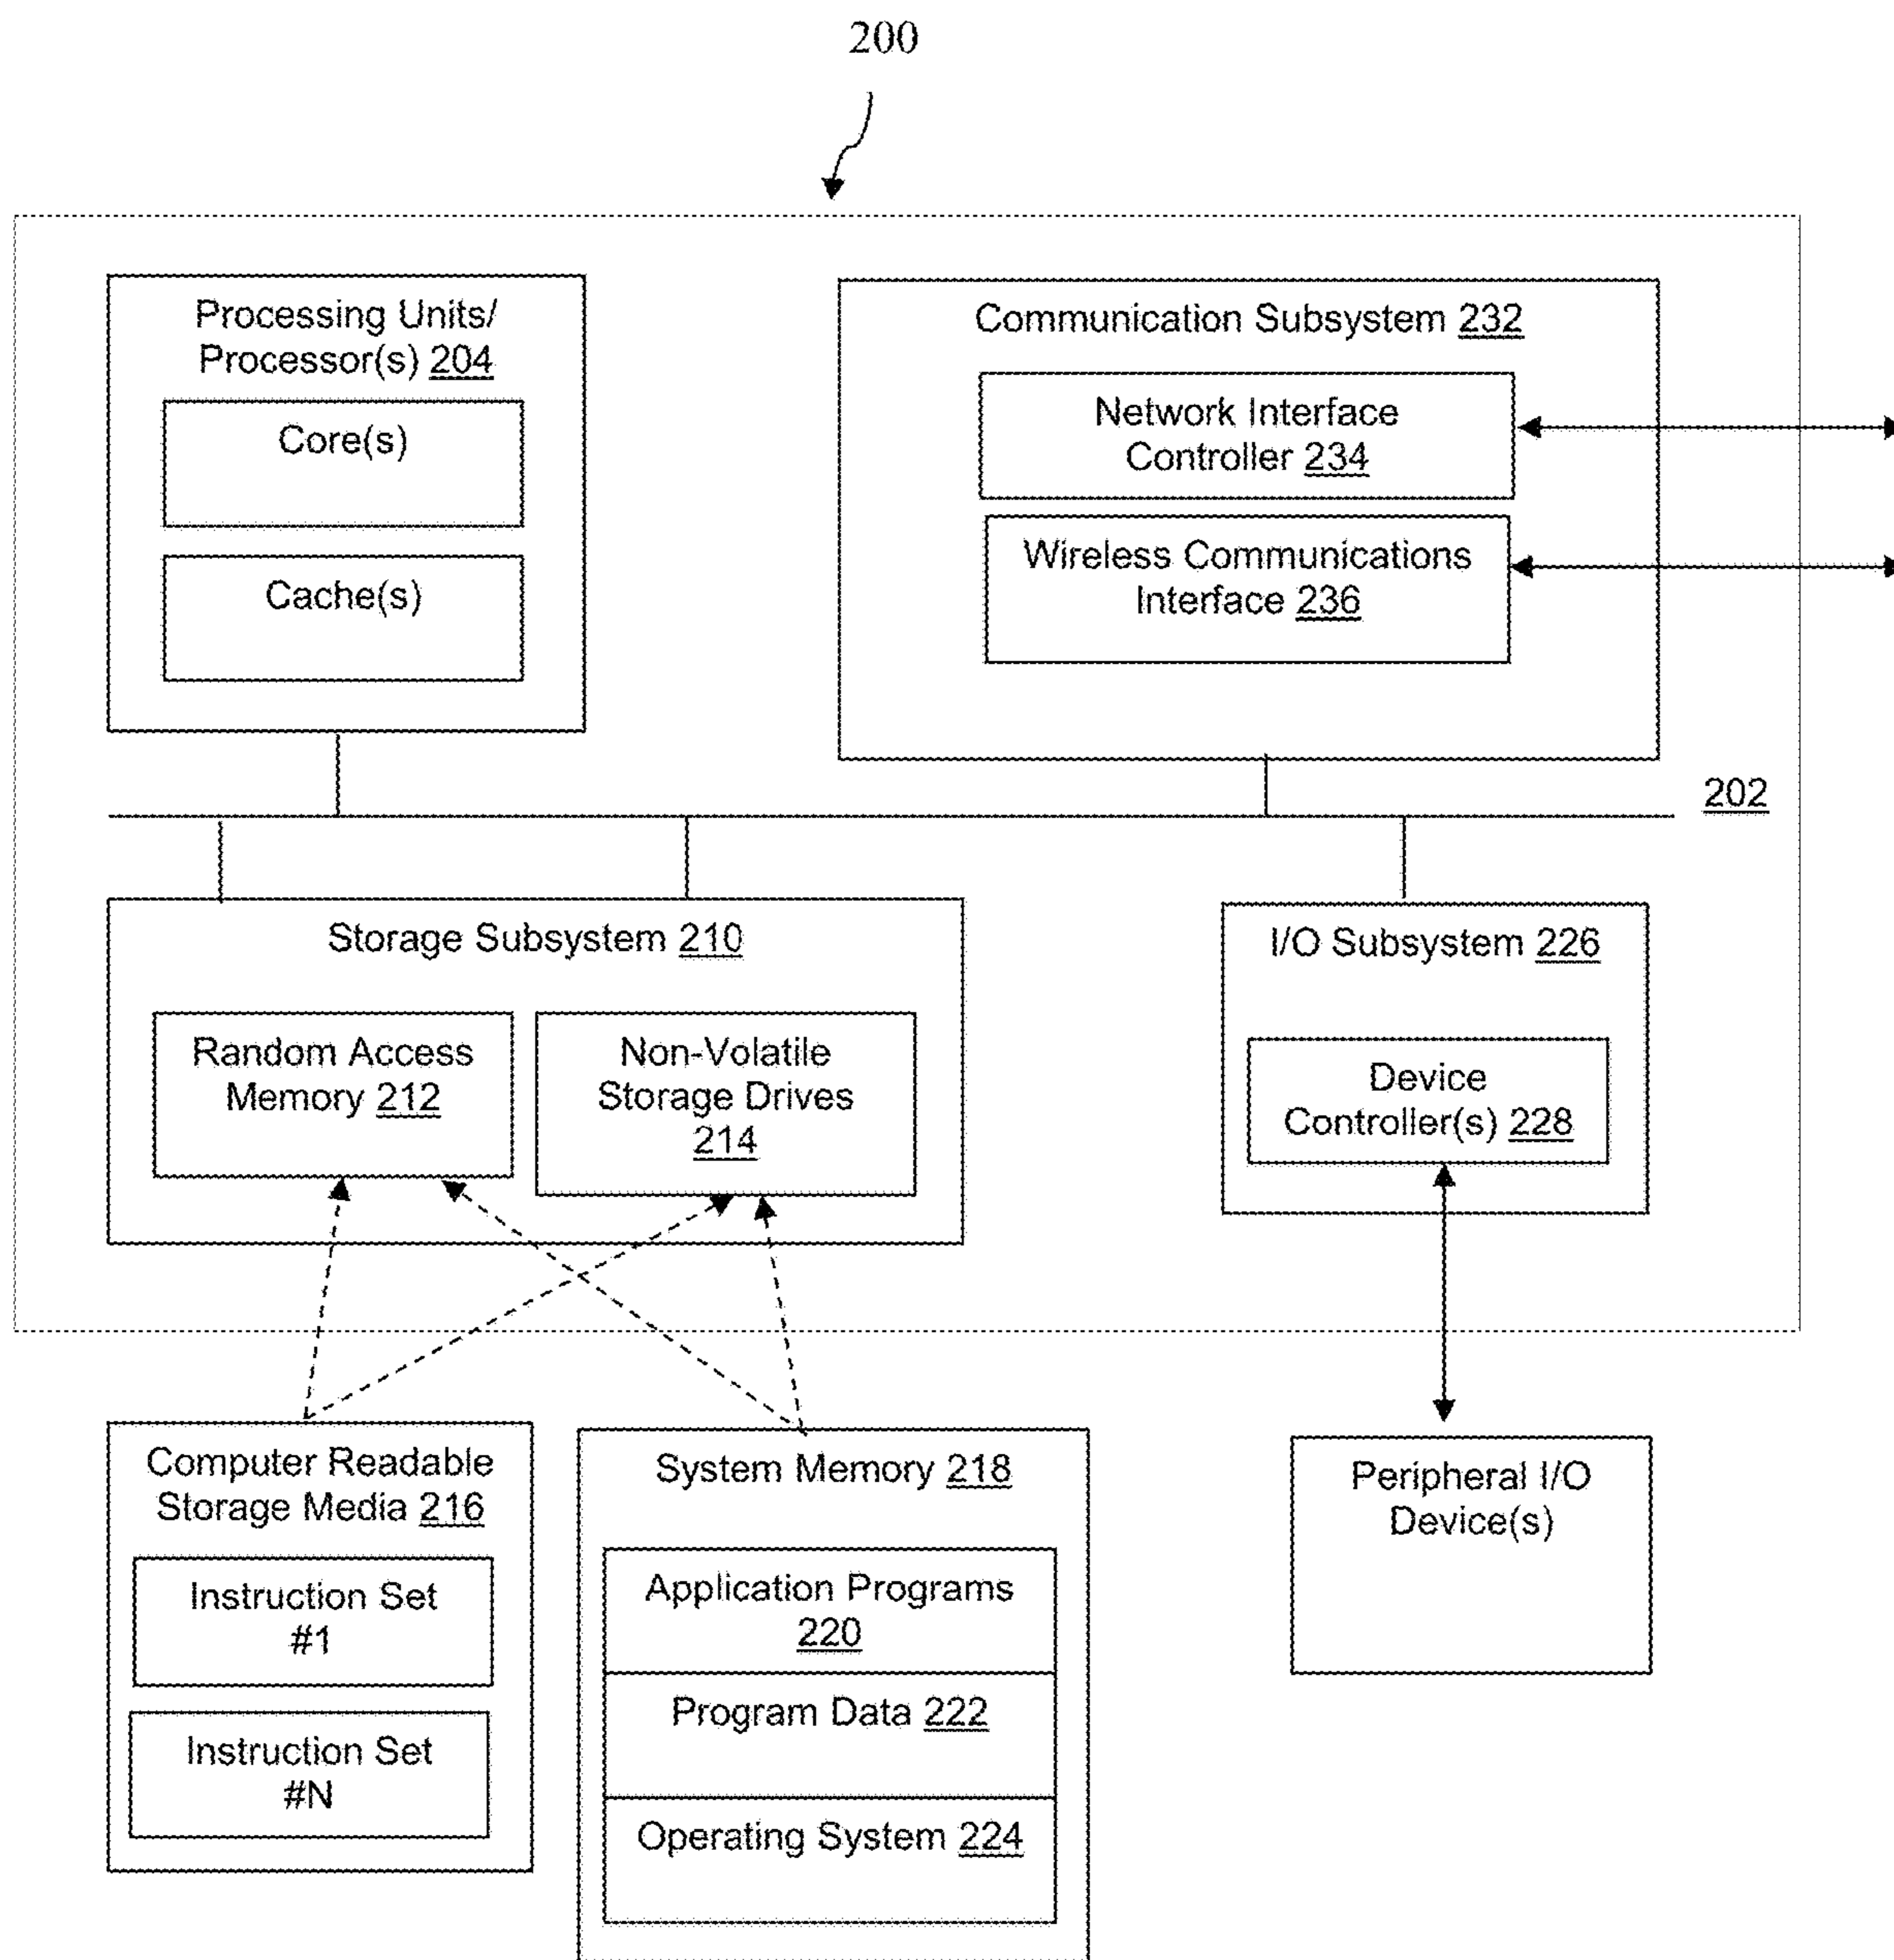 200
Processing Units/
Processor(s) 204
Core(s)
Cache(s)
Communication Subsystem 232
Network Interface
Controller 234
Wireless Communications
Interface 236
202
Storage Subsystem 210
Random Access
Memory 212
Non-Volatile
Storage Drives
214
I/O Subsystem 226
Device
Controller(s) 228
Computer Readable
Storage Media 216
Instruction Set
#1
Instruction Set
#N
System Memory 218
Application Programs
220
Program Data 222
Operating System 224
Peripheral I/O
Device(s)